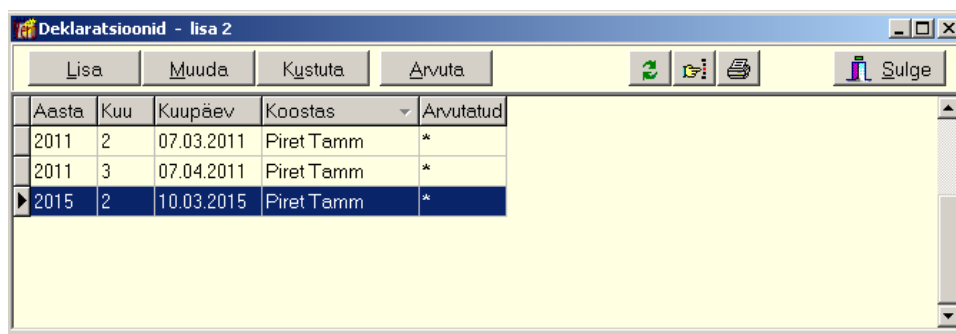 Deklaratsioonid - lisa 2
Lisa Muuda Kustuta Arvuta Sulge
Aasta Kuu Kuupäev Koostas Arvutatud
2011 2 07.03.2011 Piret Tamm *
2011 3 07.04.2011 Piret Tamm *
2015 2 10.03.2015 Piret Tamm *